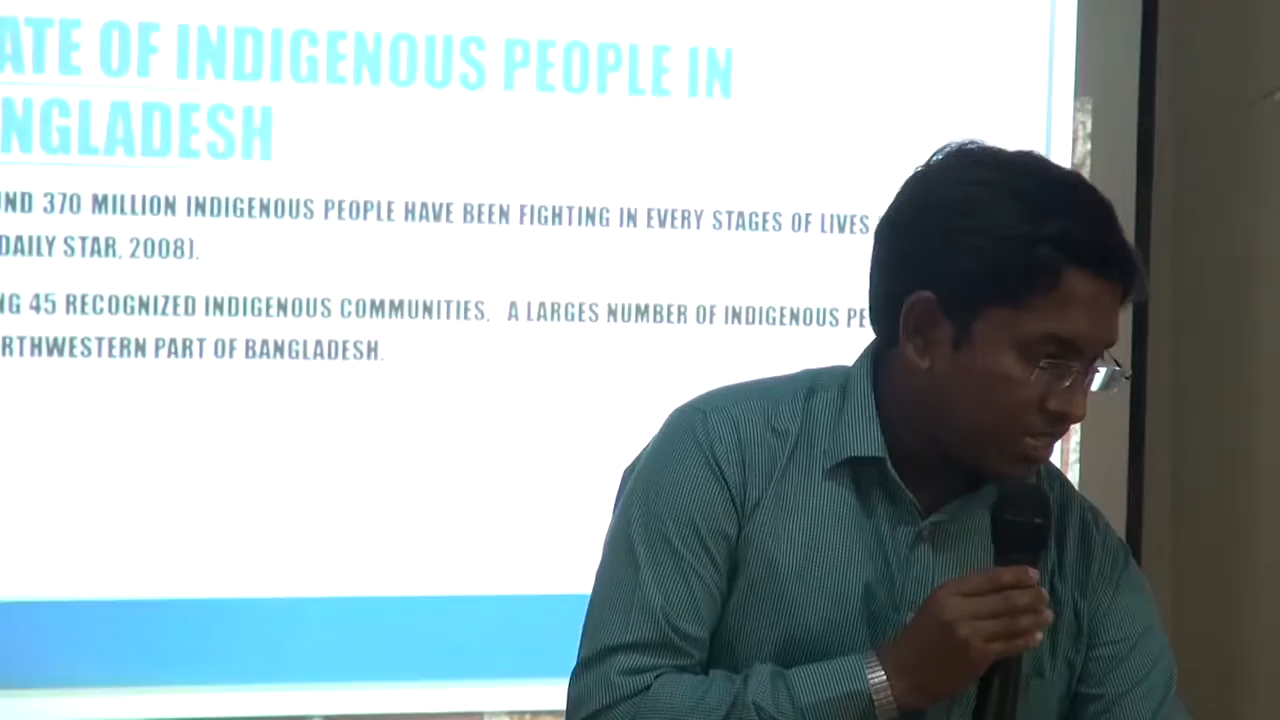 ATE OF INDIGENOUS PEOPLE IN
NGLADESH
UND 370 MILLION INDIGENOUS PEOPLE HAVE BEEN FIGHTING IN EVERY STAGES OF LIVES
DAILY STAR, 2008).
NG 45 RECOGNIZED INDIGENOUS COMMUNITIES. A LARGES NUMBER OF INDIGENOUS PE
RTHWESTERN PART OF BANGLADESH.